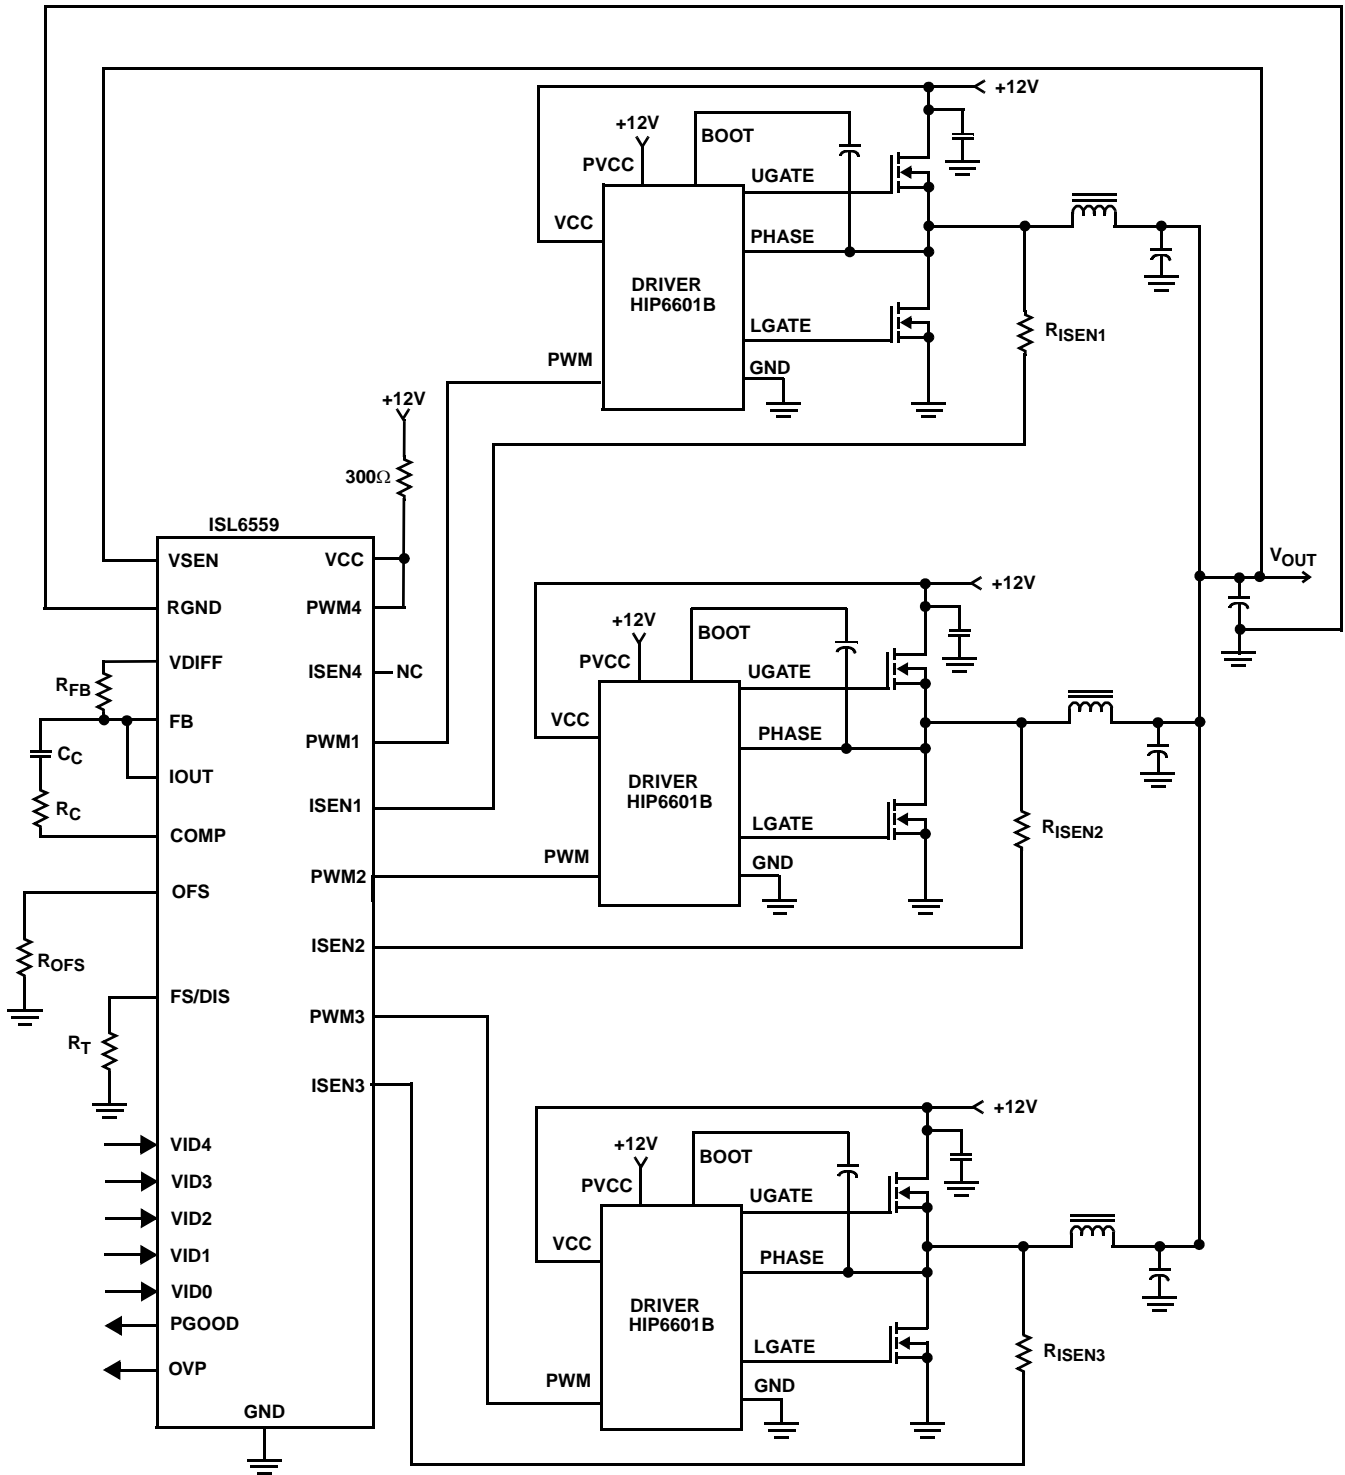 +12V
+12V
BOOT
PVCC
UGATE
VCC
PHASE
DRIVER
HIP6601B
LGATE
RISEN1
PWM
GND
+12V
300Ω
ISL6559
VSEN
VCC
RGND
PWM4
VDIFF
ISEN4
NC
RFB
FB
PWM1
CC
IOUT
ISEN1
RC
COMP
PWM2
OFS
ISEN2
ROFS
FS/DIS
PWM3
RT
ISEN3
VID4
VID3
VID2
VID1
VID0
PGOOD
OVP
GND
VOUT
+12V
+12V
BOOT
PVCC
UGATE
VCC
PHASE
DRIVER
HIP6601B
LGATE
RISEN2
PWM
GND
+12V
+12V
BOOT
PVCC
UGATE
VCC
PHASE
DRIVER
HIP6601B
LGATE
RISEN3
PWM
GND